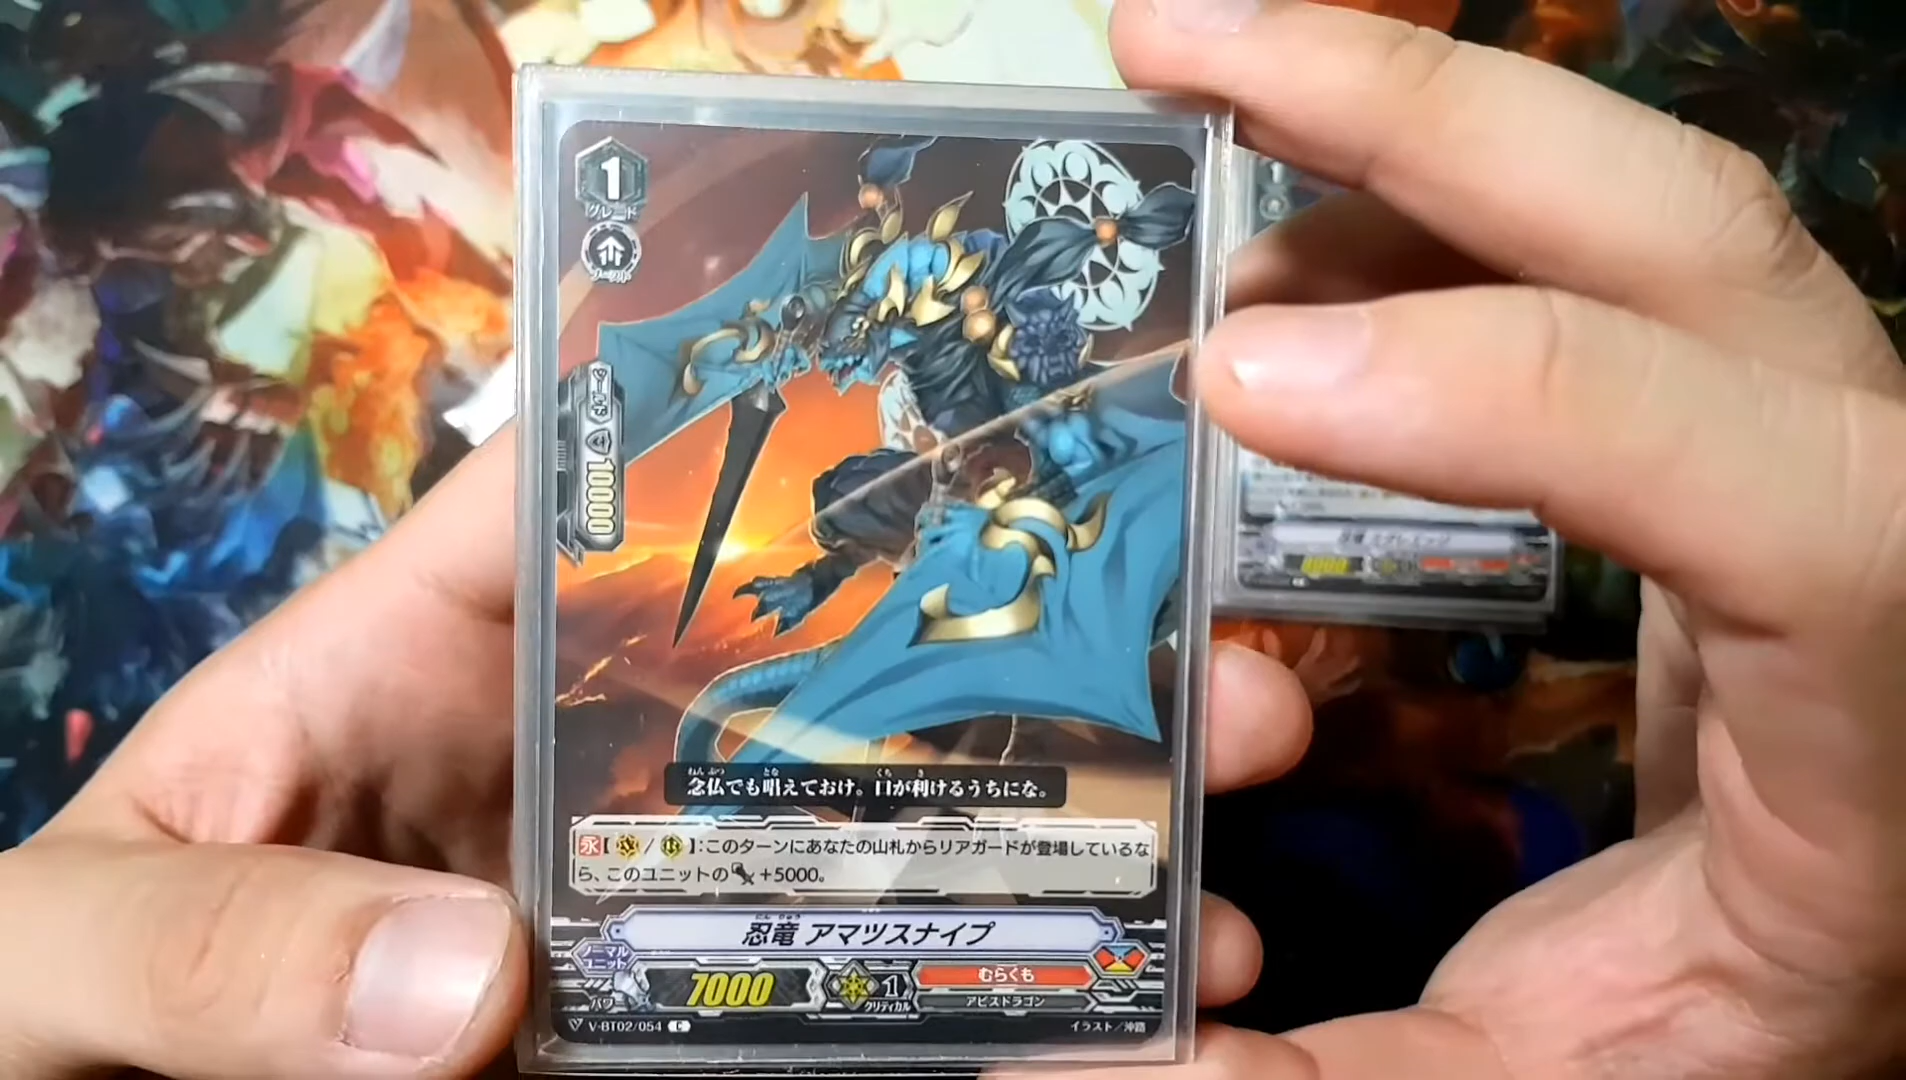 1
グレード
ブースト
シールド
10000
ねんぶつ とな くち き
念仏でも唱えておけ。口が利けるうちにな。
永【 / 】:このターンにあなたの山札からリアガードが登場しているな
ら、このユニットの +5000。
にんりゅう
忍竜 アマツスナイプ
ノーマル
ユニット
パワー
7000
1
クリティカル
むらくも
アビスドラゴン
V-BT02/054 C
イラスト/沖路
8000